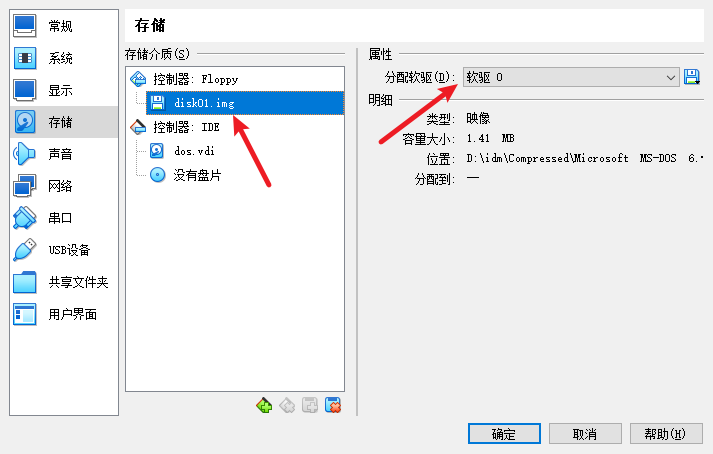 常规
系统
显示
存储
声音
网络
串口
USB设备
共享文件夹
用户界面
存储
存储介质(S)
控制器: Floppy
disk01.img
控制器: IDE
dos.vdi
没有盘片
属性
分配软驱(D): 软驱 0
明细
类型: 映像
容量大小: 1.41 MB
位置: D:\idm\Compressed\Microsoft MS-DOS 6.
分配到: ——
确定
取消
帮助(H)